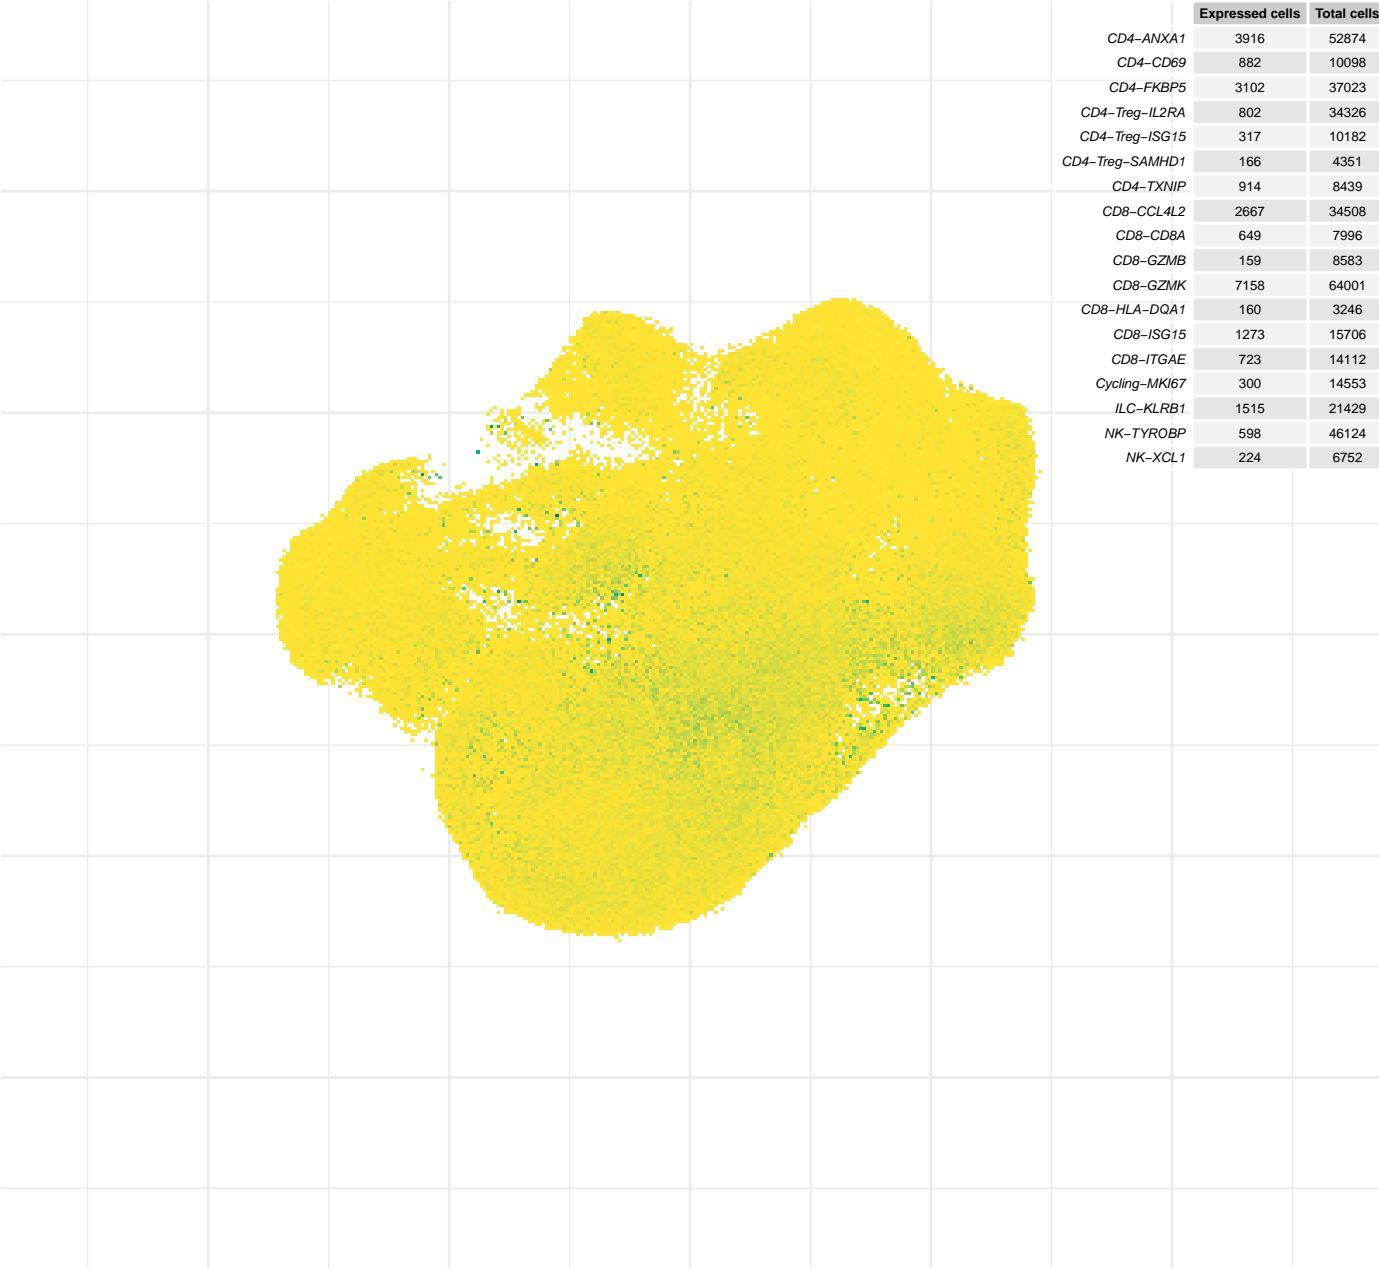 Expressed cells Total cells
CD4−ANXA1 3916 52874
CD4−CD69 882 10098
CD4−FKBP5 3102 37023
CD4−Treg−IL2RA 802 34326
CD4−Treg−ISG15 317 10182
CD4−Treg−SAMHD1 166 4351
CD4−TXNIP 914 8439
CD8−CCL4L2 2667 34508
CD8−CD8A 649 7996
CD8−GZMB 159 8583
CD8−GZMK 7158 64001
CD8−HLA−DQA1 160 3246
CD8−ISG15 1273 15706
CD8−ITGAE 723 14112
Cycling−MKI67 300 14553
ILC−KLRB1 1515 21429
NK−TYROBP 598 46124
NK−XCL1 224 6752